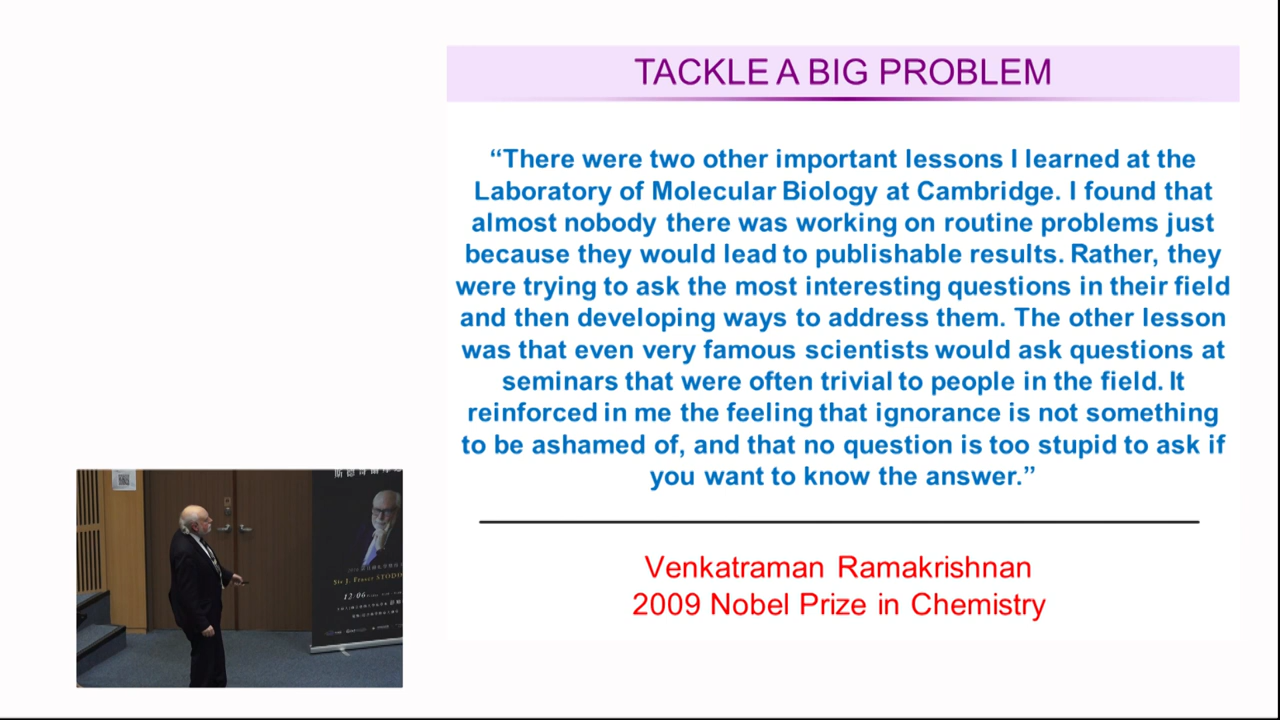 TACKLE A BIG PROBLEM
“There were two other important lessons I learned at the
Laboratory of Molecular Biology at Cambridge. I found that
almost nobody there was working on routine problems just
because they would lead to publishable results. Rather, they
were trying to ask the most interesting questions in their field
and then developing ways to address them. The other lesson
was that even very famous scientists would ask questions at
seminars that were often trivial to people in the field. It
reinforced in me the feeling that ignorance is not something
to be ashamed of, and that no question is too stupid to ask if
you want to know the answer.”
Venkatraman Ramakrishnan
2009 Nobel Prize in Chemistry
Sir J. Fraser STODD
12:06